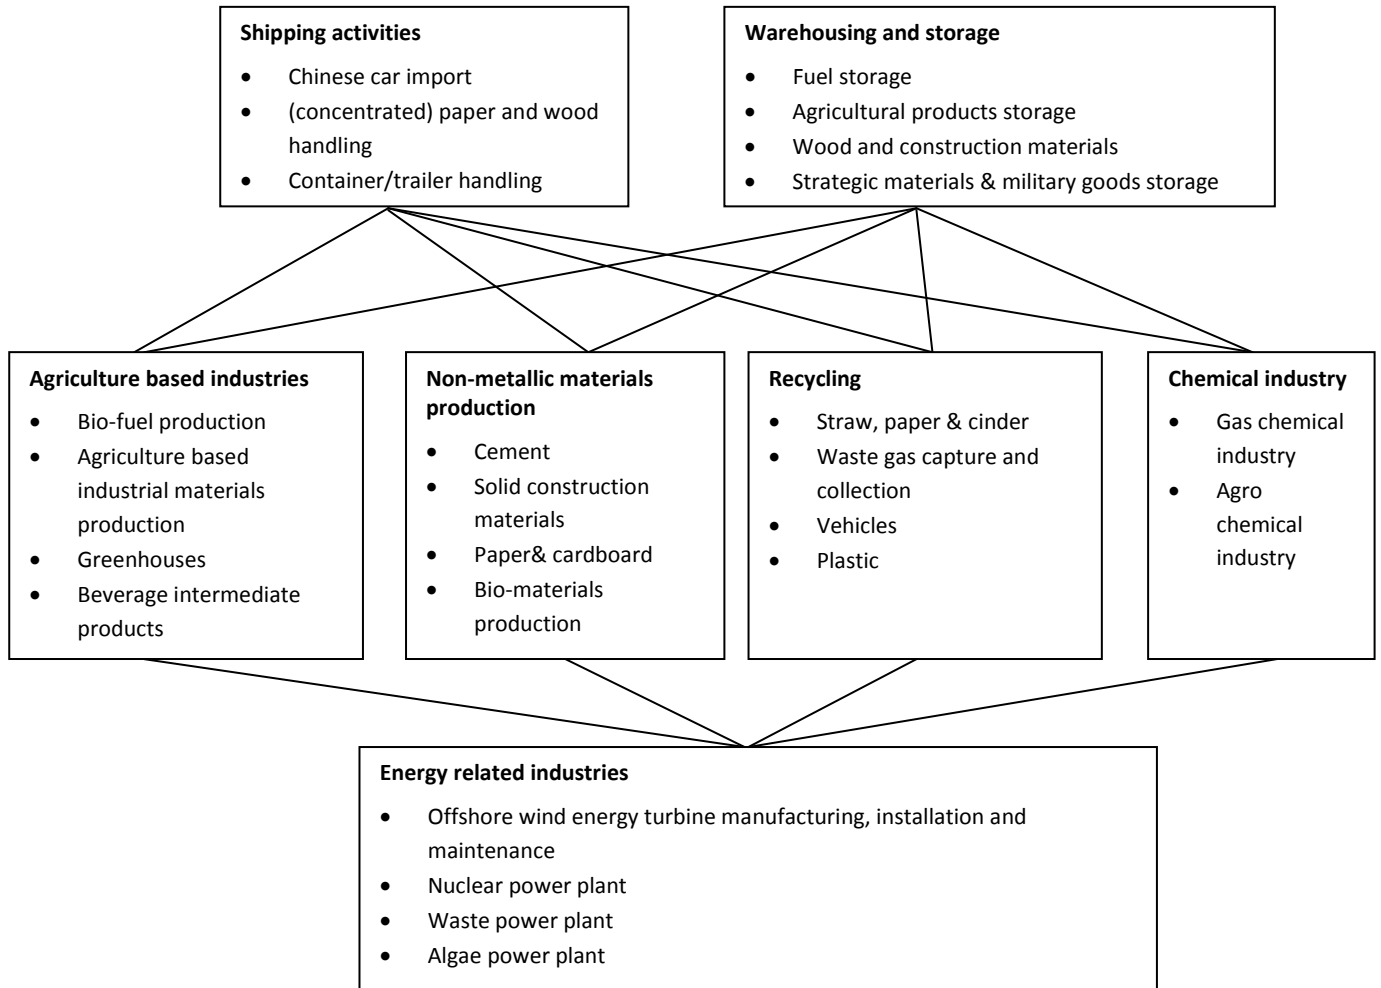 Shipping activities
• Chinese car import
• (concentrated) paper and wood
handling
• Container/trailer handling
Warehousing and storage
• Fuel storage
• Agricultural products storage
• Wood and construction materials
• Strategic materials & military goods storage
Agriculture based industries
• Bio-fuel production
• Agriculture based
industrial materials
production
• Greenhouses
• Beverage intermediate
products
Non-metallic materials
production
• Cement
• Solid construction
materials
• Paper& cardboard
• Bio-materials
production
Recycling
• Straw, paper & cinder
• Waste gas capture and
collection
• Vehicles
• Plastic
Chemical industry
• Gas chemical
industry
• Agro
chemical
industry
Energy related industries
• Offshore wind energy turbine manufacturing, installation and
maintenance
• Nuclear power plant
• Waste power plant
• Algae power plant